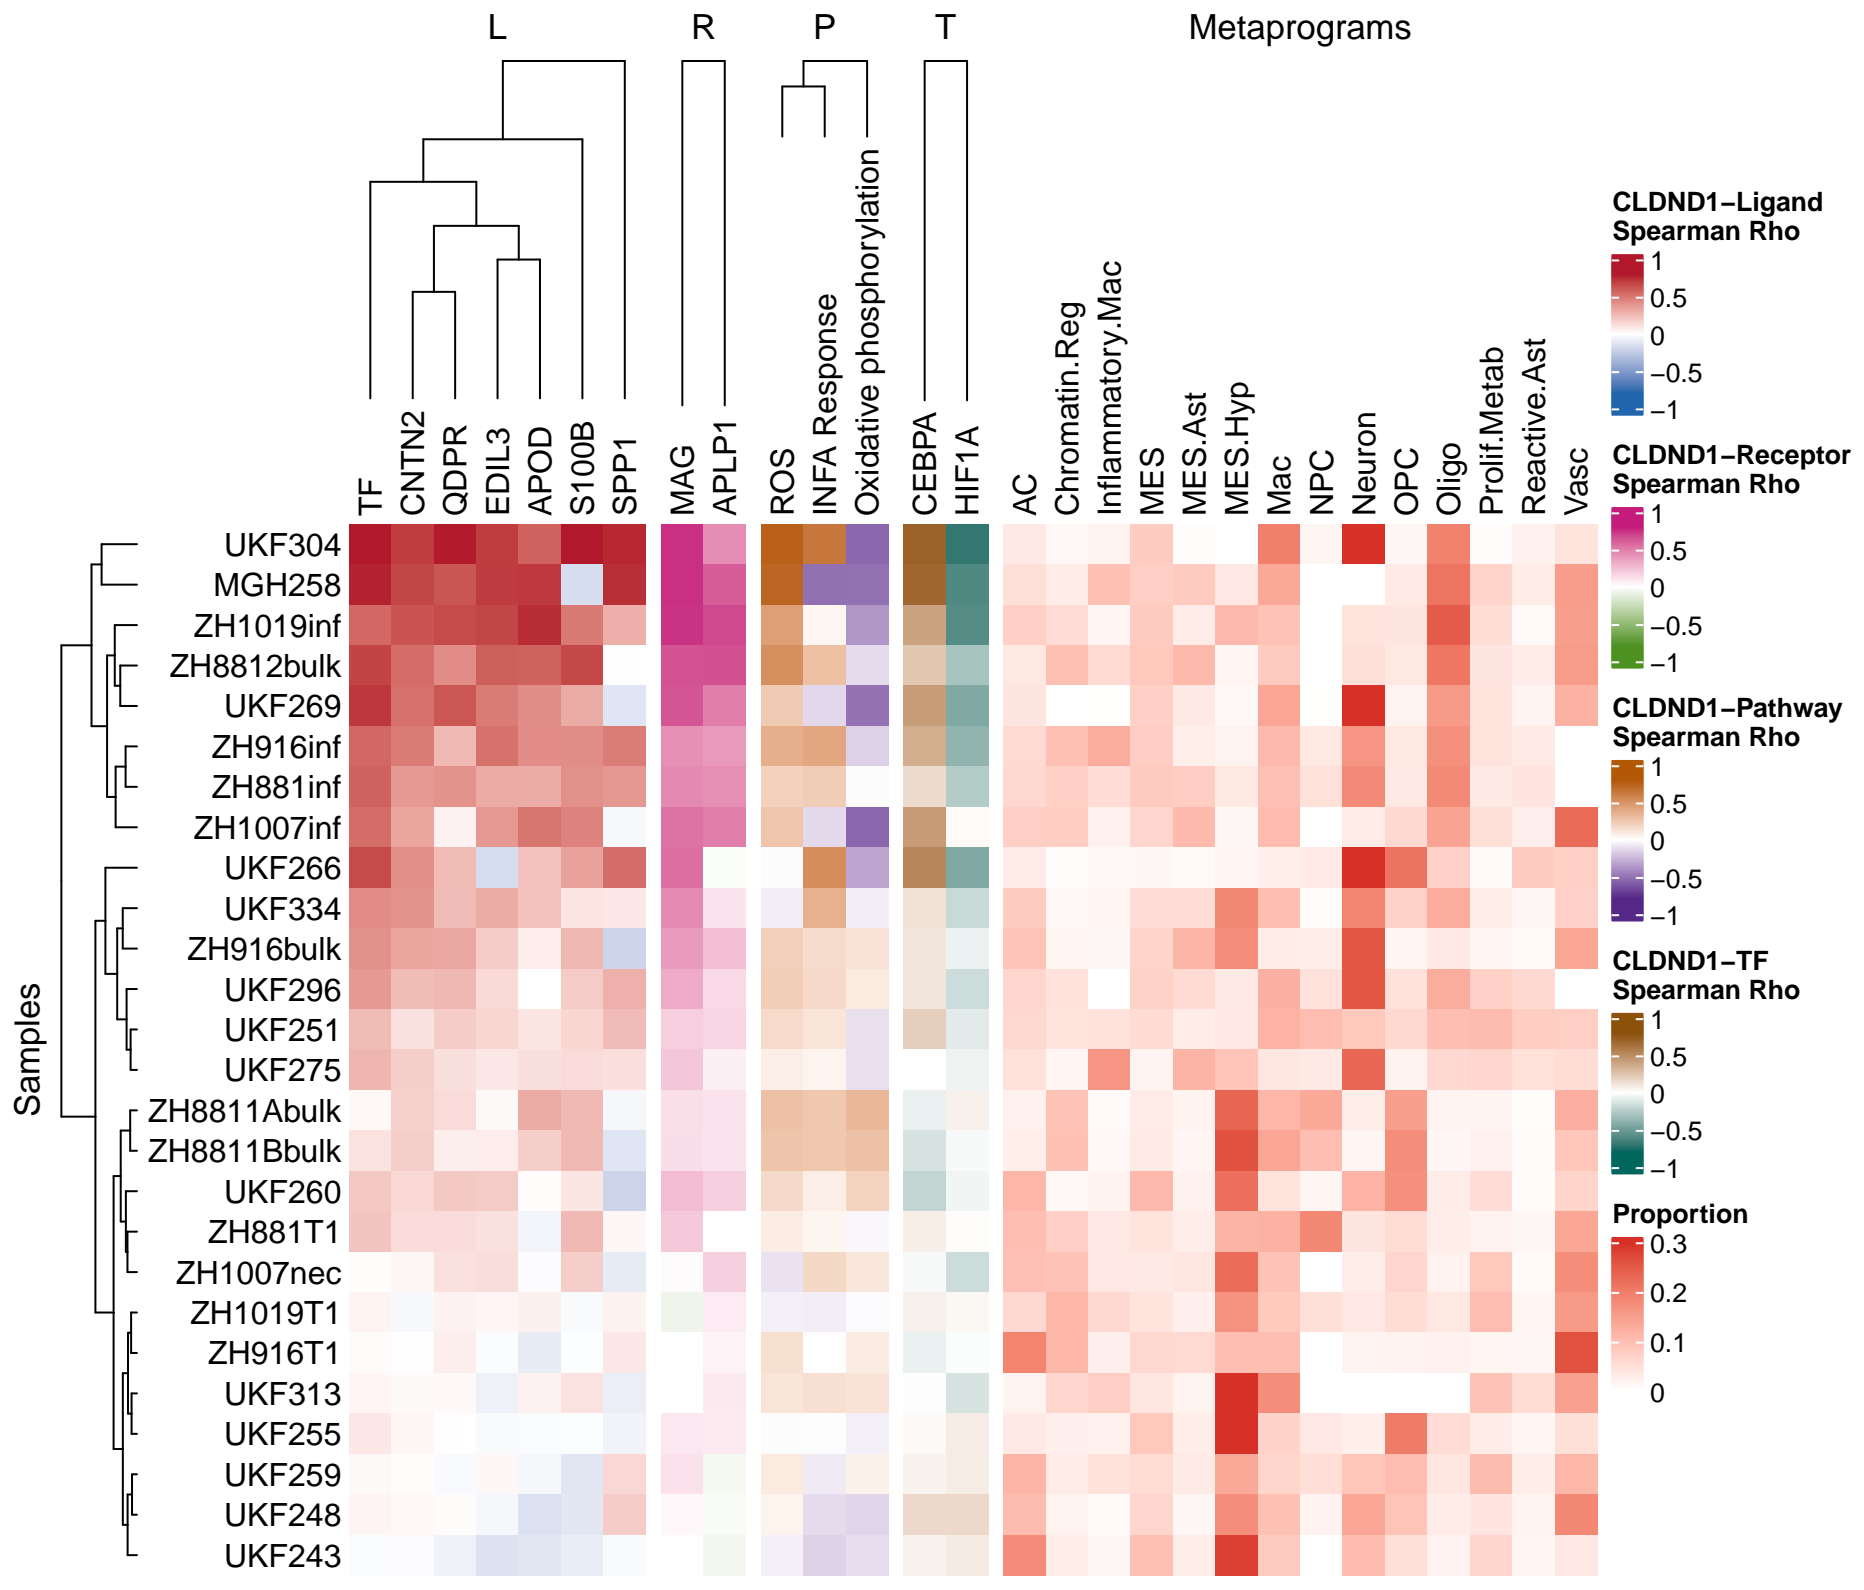 L
R
P
T
Metaprograms
TF
CNTN2
QDPR
EDIL3
APOD
S100B
SPP1
MAG
APLP1
ROS
INFA Response
Oxidative phosphorylation
CEBPA
HIF1A
AC
Chromatin.Reg
Inflammatory.Mac
MES
MES.Ast
MES.Hyp
Mac
NPC
Neuron
OPC
Oligo
Prolif.Metab
Reactive.Ast
Vasc
Samples
UKF304
MGH258
ZH1019inf
ZH8812bulk
UKF269
ZH916inf
ZH881inf
ZH1007inf
UKF266
UKF334
ZH916bulk
UKF296
UKF251
UKF275
ZH8811Abulk
ZH8811Bbulk
UKF260
ZH881T1
ZH1007nec
ZH1019T1
ZH916T1
UKF313
UKF255
UKF259
UKF248
UKF243
CLDND1−Ligand
Spearman Rho
1
0.5
0
−0.5
−1
CLDND1−Receptor
Spearman Rho
1
0.5
0
−0.5
−1
CLDND1−Pathway
Spearman Rho
1
0.5
0
−0.5
−1
CLDND1−TF
Spearman Rho
1
0.5
0
−0.5
−1
Proportion
0.3
0.2
0.1
0